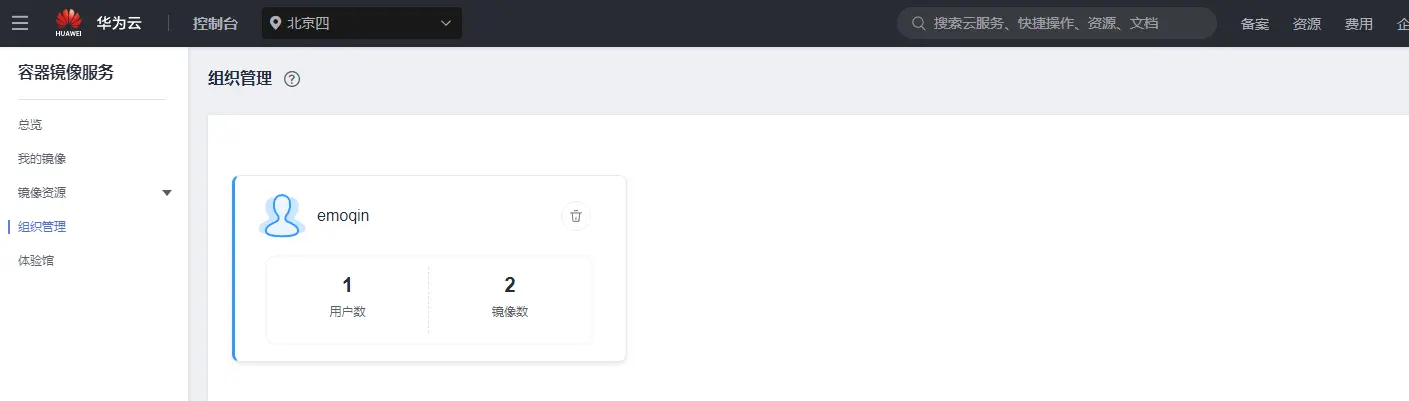 HUAWEI 华为云 控制台 北京四 搜索云服务、快捷操作、资源、文档 备案 资源 费用
容器镜像服务
组织管理
总览
我的镜像
镜像资源
组织管理
体验馆
emoqin
1 2
用户数 镜像数